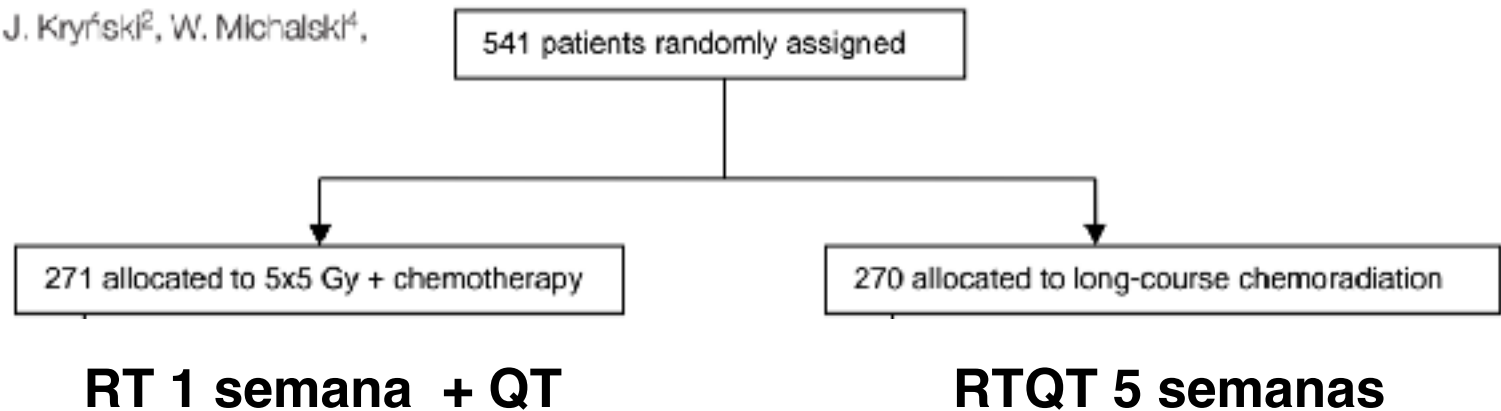 J. Kryński², W. Michalski⁴,
541 patients randomly assigned
271 allocated to 5x5 Gy + chemotherapy
270 allocated to long-course chemoradiation
RT 1 semana + QT
RTQT 5 semanas